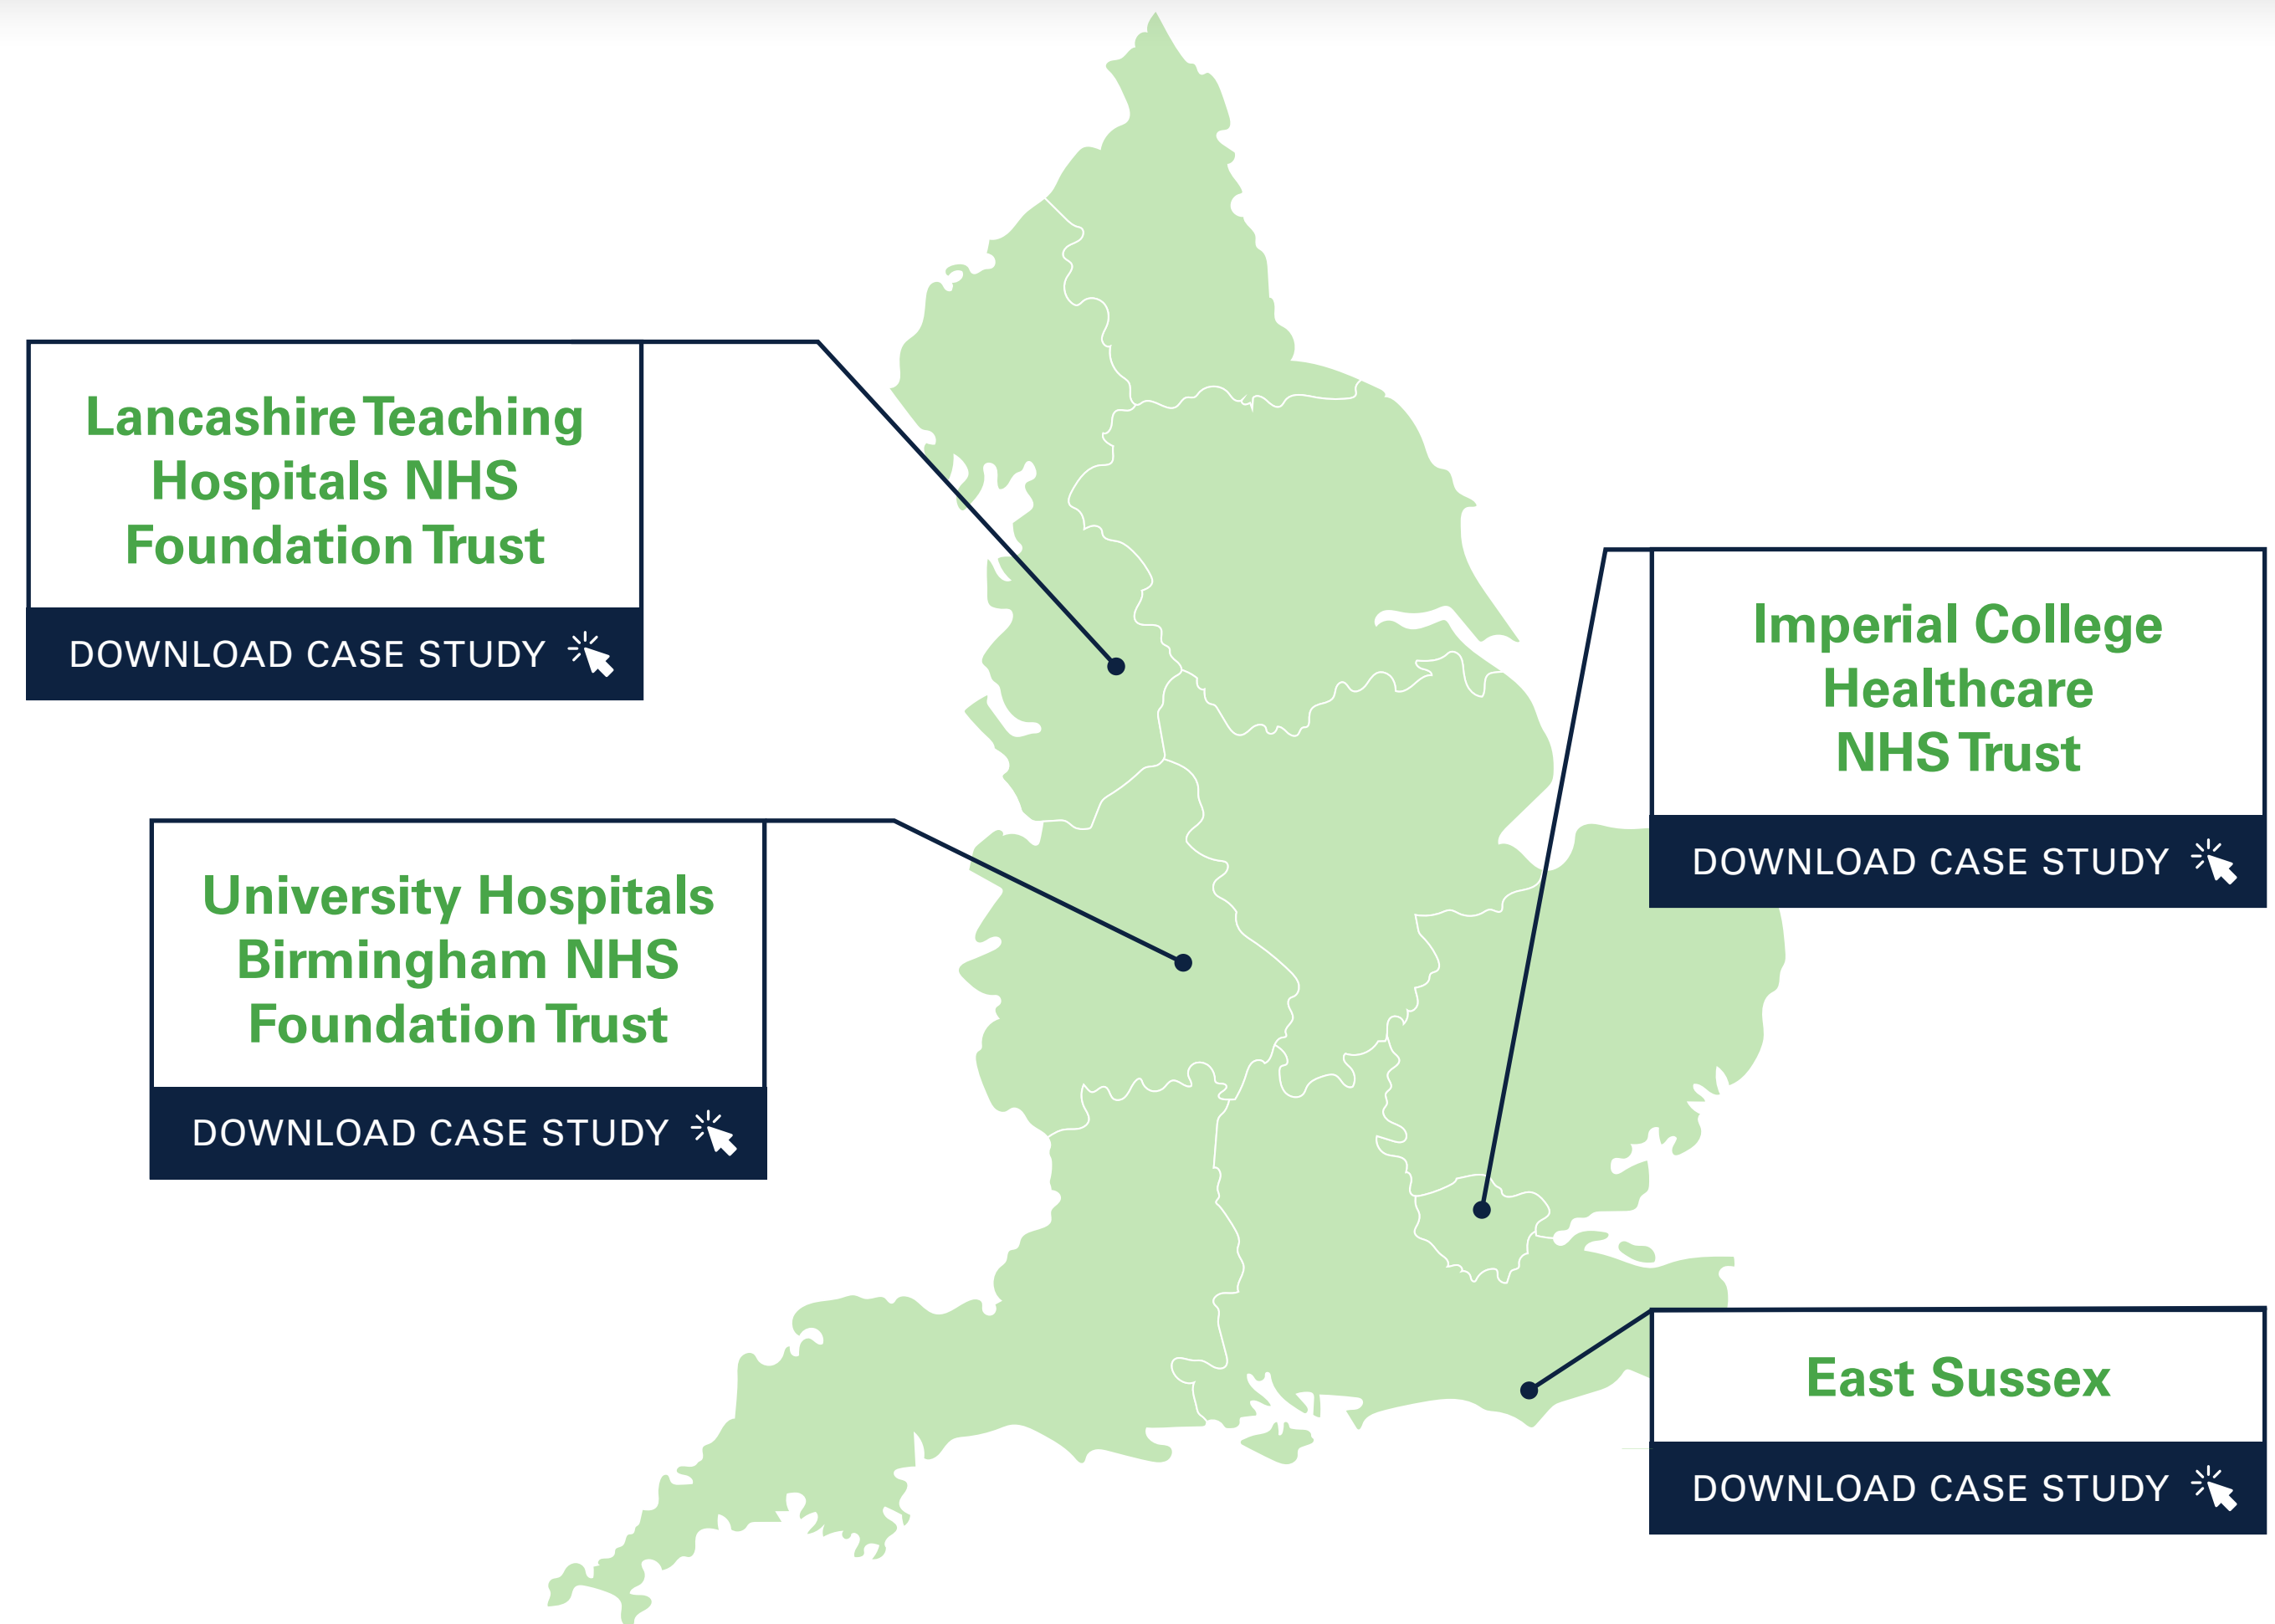 Lancashire Teaching
Hospitals NHS
Foundation Trust
DOWNLOAD CASE STUDY
University Hospitals
Birmingham NHS
Foundation Trust
DOWNLOAD CASE STUDY
Imperial College
Healthcare
NHS Trust
DOWNLOAD CASE STUDY
East Sussex
DOWNLOAD CASE STUDY